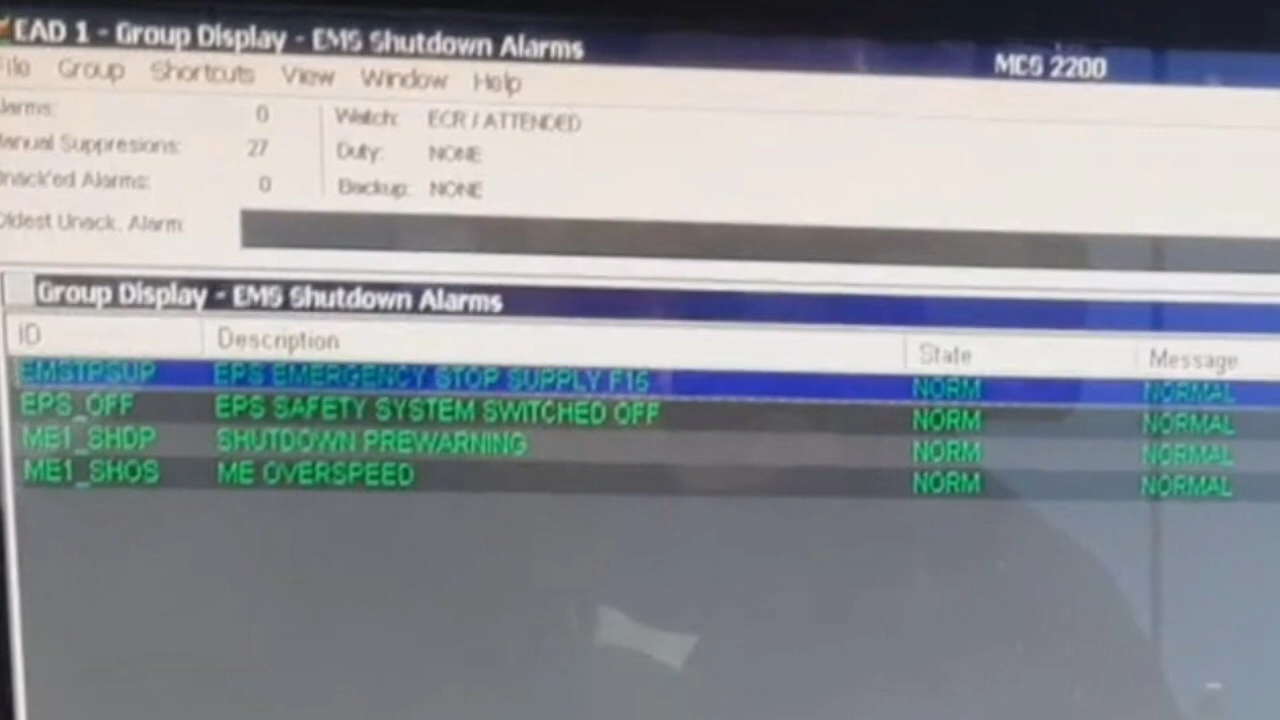 EAD 1 - Group Display - EMS Shutdown Alarms
MCS 2200
File Group Shortcuts View Window Help
Alarms: 0 Watch: ECR / ATTENDED
Manual Suppresions: 27 Duty: NONE
Unack'ed Alarms: 0 Backup: NONE
Oldest Unack. Alarm:
Group Display - EMS Shutdown Alarms
ID Description State Message
EMSTPSUP EPS EMERGENCY STOP SUPPLY F15 NORM NORMAL
EPS_OFF EPS SAFETY SYSTEM SWITCHED OFF NORM NORMAL
ME1_SHDP SHUTDOWN PREWARNING NORM NORMAL
ME1_SHOS ME OVERSPEED NORM NORMAL